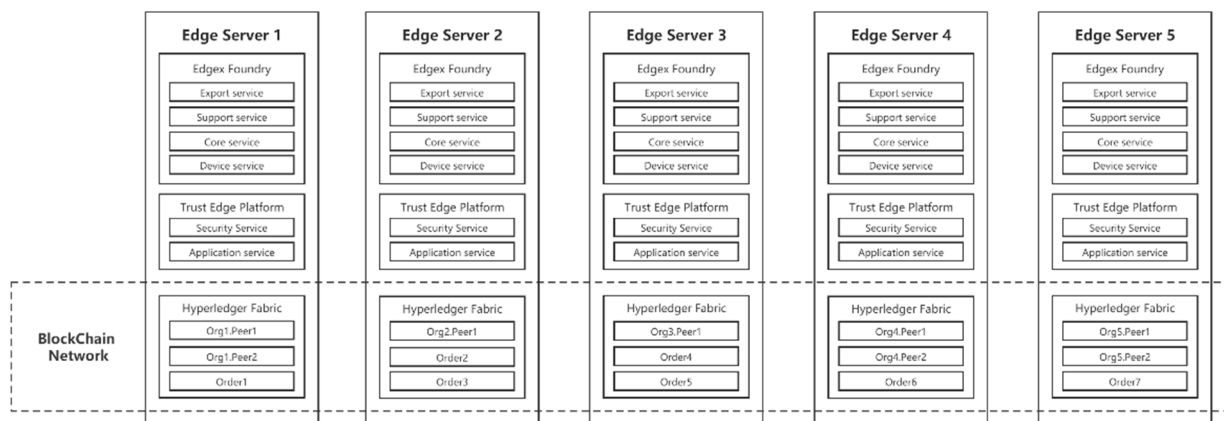 Edge Server 1
Edgex Foundry
Export service
Support service
Core service
Device service
Trust Edge Platform
Security Service
Application service
Hyperledger Fabric
Org1.Peer1
Org1.Peer2
Order1
Edge Server 2
Edgex Foundry
Export service
Support service
Core service
Device service
Trust Edge Platform
Security Service
Application service
Hyperledger Fabric
Org2.Peer1
Order2
Order3
Edge Server 3
Edgex Foundry
Export service
Support service
Core service
Device service
Trust Edge Platform
Security Service
Application service
Hyperledger Fabric
Org3.Peer1
Order4
Order5
Edge Server 4
Edgex Foundry
Export service
Support service
Core service
Device service
Trust Edge Platform
Security Service
Application service
Hyperledger Fabric
Org4.Peer1
Org4.Peer2
Order6
Edge Server 5
Edgex Foundry
Export service
Support service
Core service
Device service
Trust Edge Platform
Security Service
Application service
Hyperledger Fabric
Org5.Peer1
Org5.Peer2
Order7
BlockChain
Network